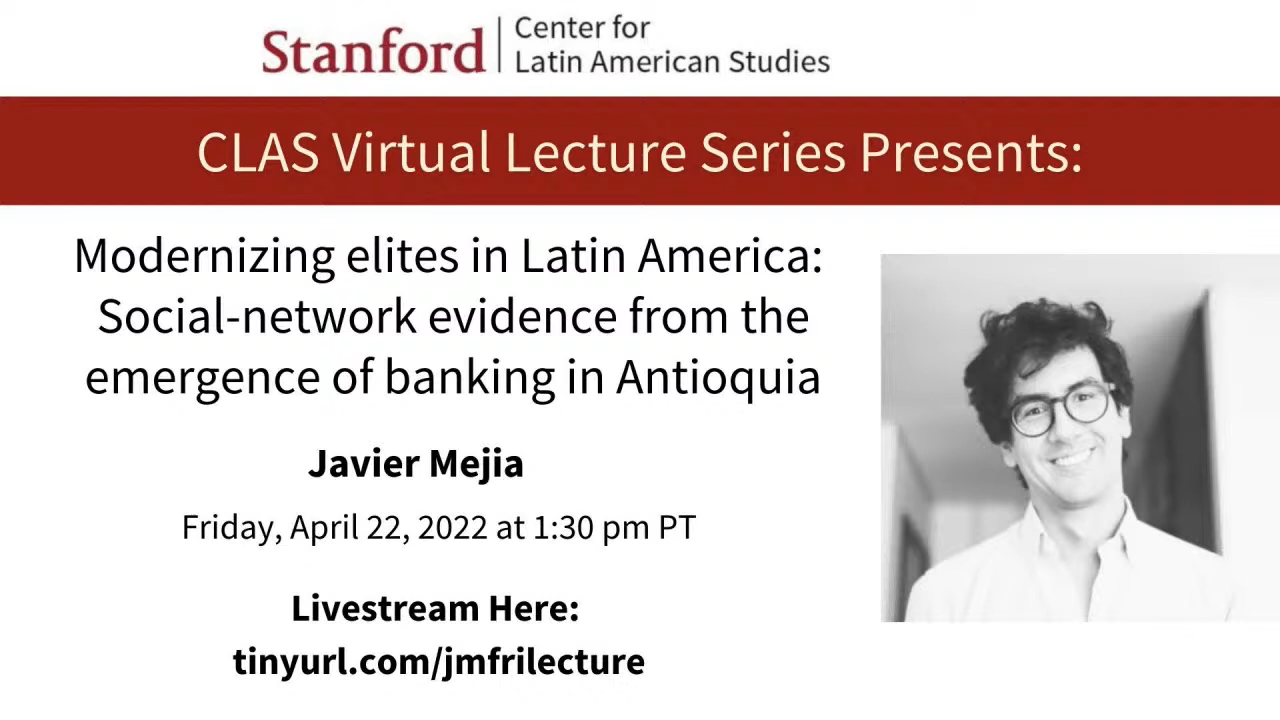 Stanford
Center for
Latin American Studies
CLAS Virtual Lecture Series Presents:
Modernizing elites in Latin America:
Social-network evidence from the
emergence of banking in Antioquia
Javier Mejia
Friday, April 22, 2022 at 1:30 pm PT
Livestream Here:
tinyurl.com/jmfrilecture